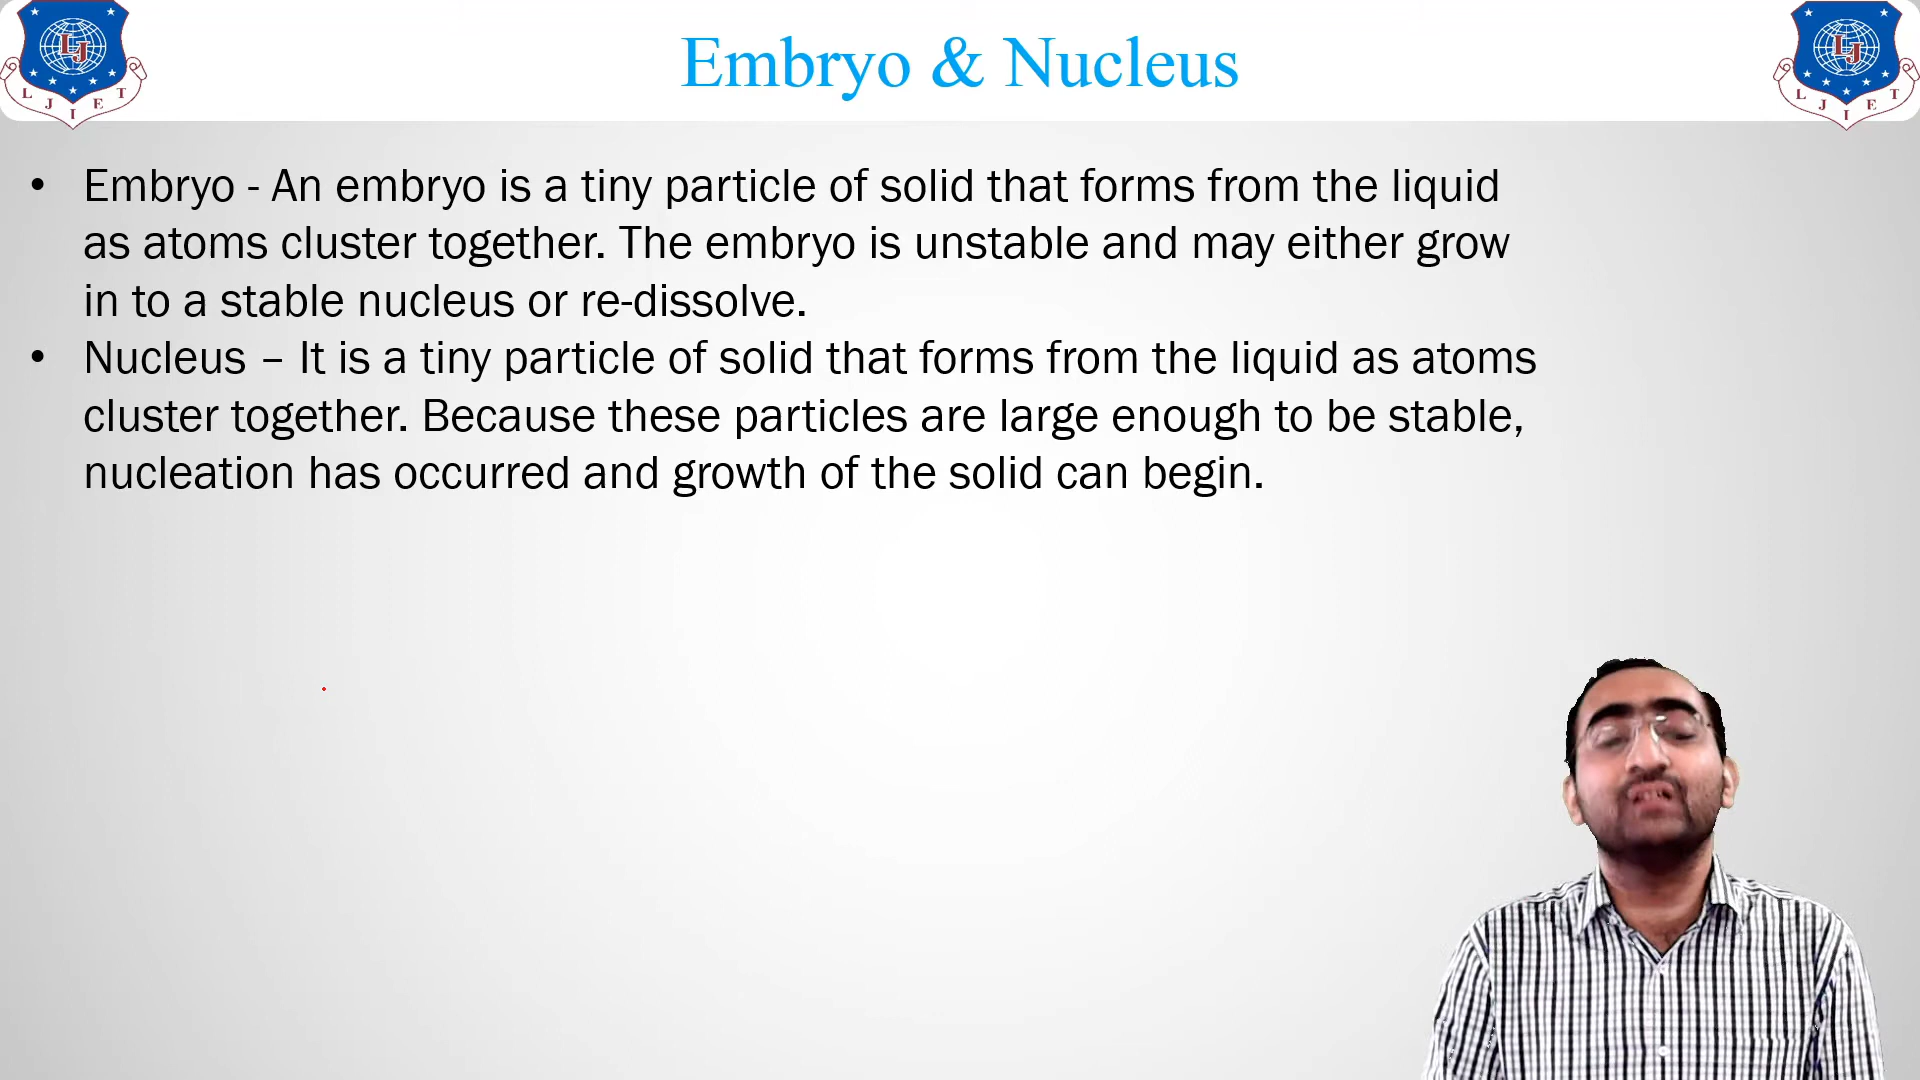 Embryo & Nucleus
LJ
L J I E T
LJ
L J I E T
• Embryo - An embryo is a tiny particle of solid that forms from the liquid
as atoms cluster together. The embryo is unstable and may either grow
in to a stable nucleus or re-dissolve.
• Nucleus – It is a tiny particle of solid that forms from the liquid as atoms
cluster together. Because these particles are large enough to be stable,
nucleation has occurred and growth of the solid can begin.